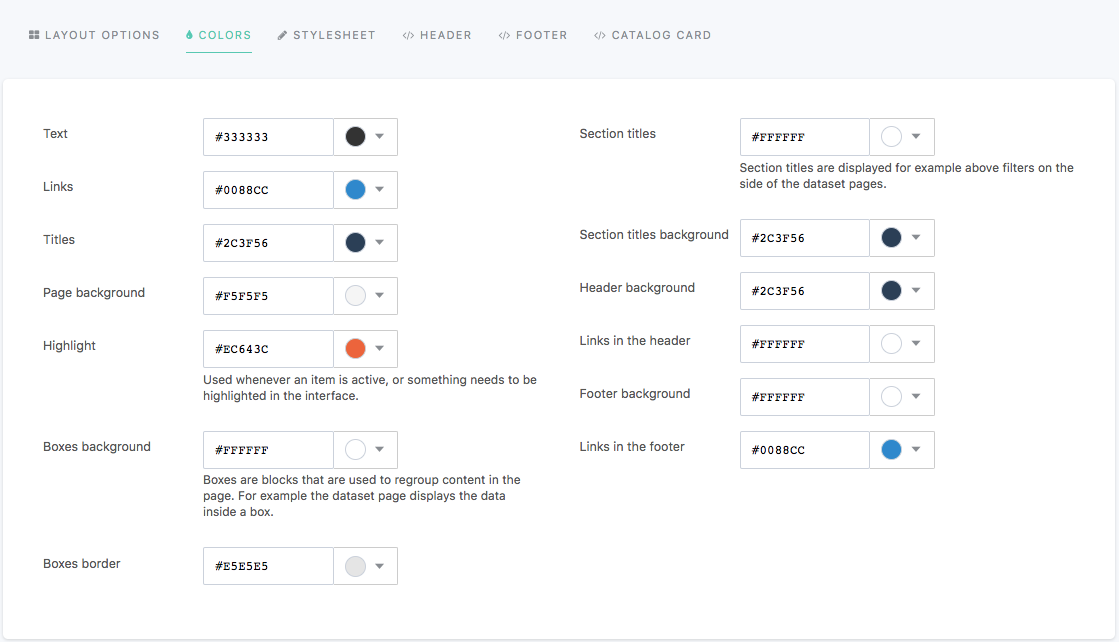 LAYOUT OPTIONS COLORS STYLESHEET </> HEADER </> FOOTER </> CATALOG CARD
Text #333333
Links #0088CC
Titles #2C3F56
Page background #F5F5F5
Highlight #EC643C
Used whenever an item is active, or something needs to be
highlighted in the interface.
Boxes background #FFFFFF
Boxes are blocks that are used to regroup content in the
page. For example the dataset page displays the data
inside a box.
Boxes border #E5E5E5
Section titles #FFFFFF
Section titles are displayed for example above filters on the
side of the dataset pages.
Section titles background #2C3F56
Header background #2C3F56
Links in the header #FFFFFF
Footer background #FFFFFF
Links in the footer #0088CC